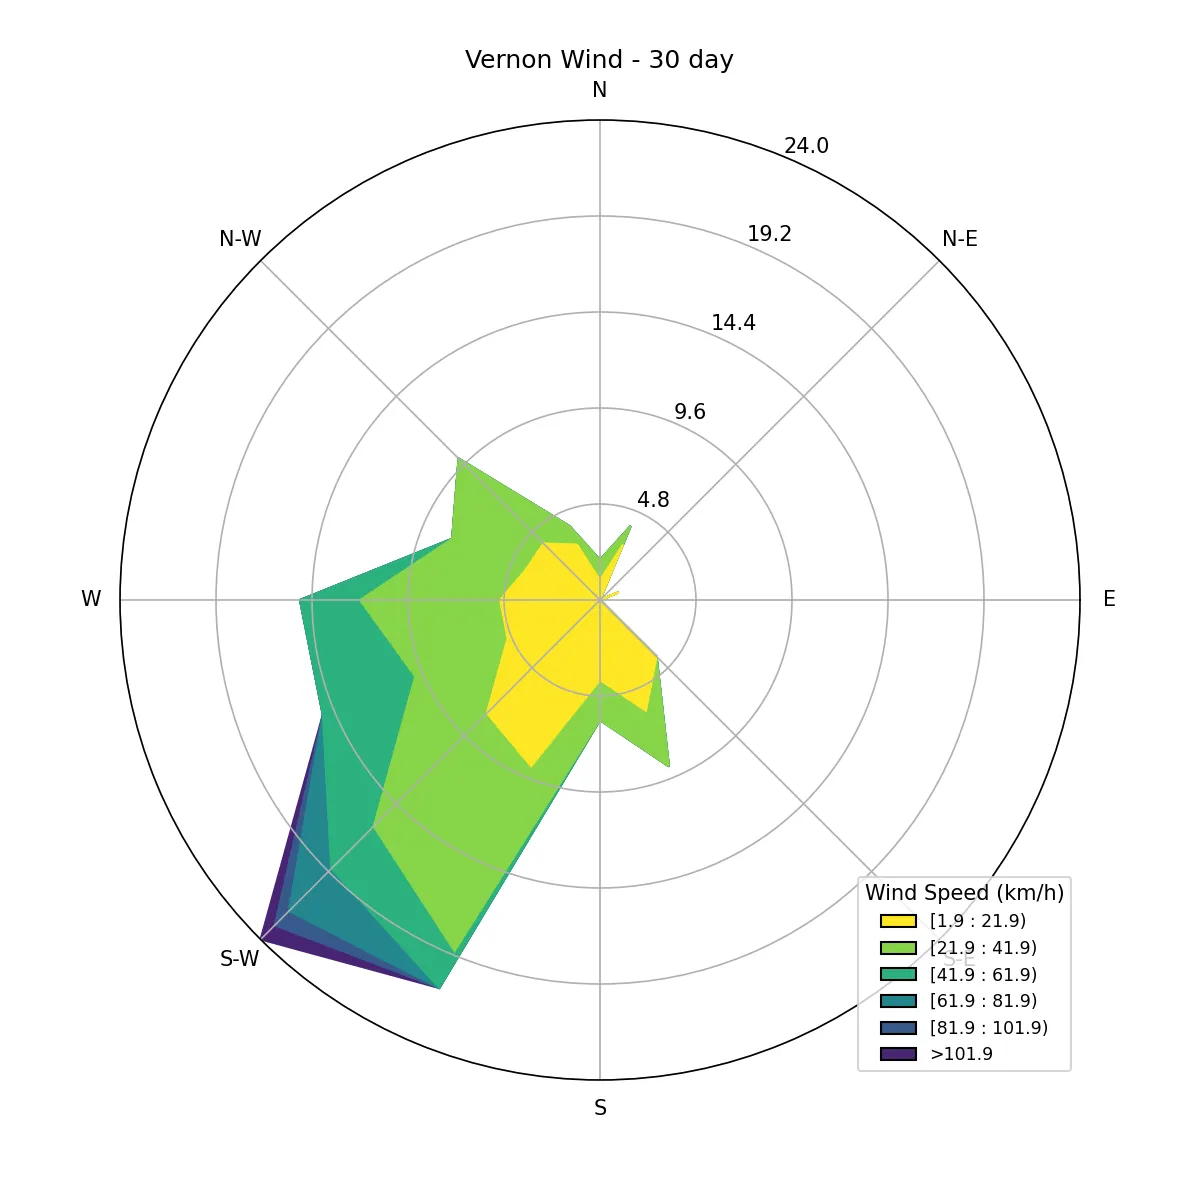 Vernon Wind - 30 day
N
24.0
N-W
19.2
N-E
14.4
9.6
4.8
W
E
S-W
S-E
Wind Speed (km/h)
[1.9 : 21.9)
[21.9 : 41.9)
[41.9 : 61.9)
[61.9 : 81.9)
[81.9 : 101.9)
>101.9
S